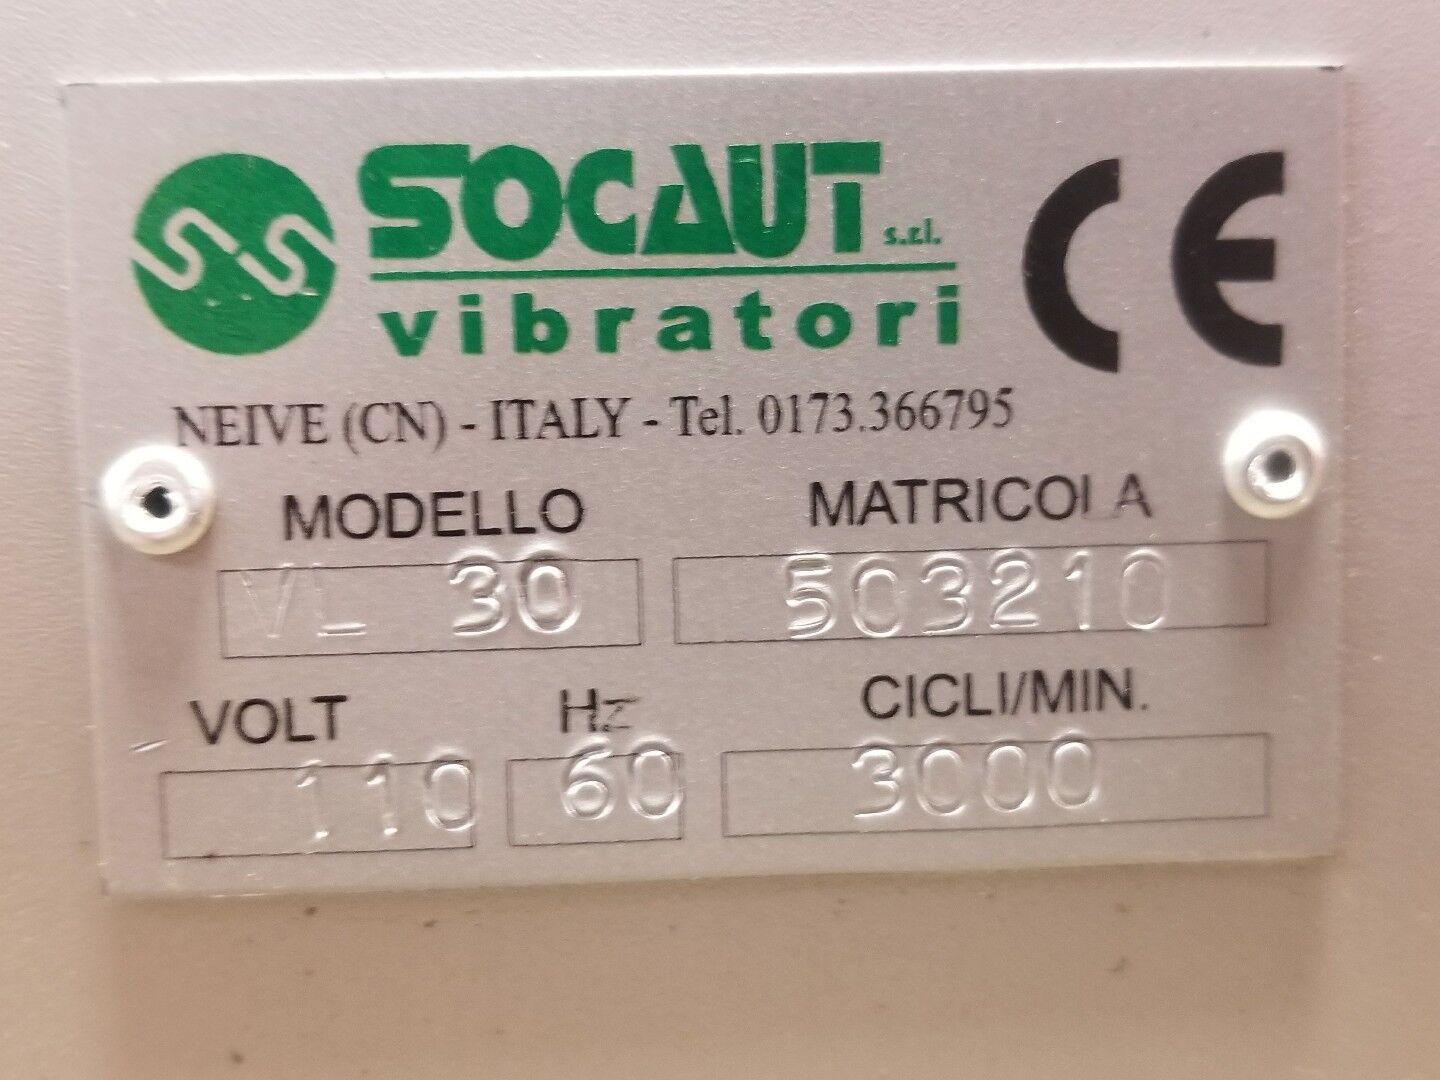 SOCAUT s.r.l.
vibratori
CE
NEIVE (CN) - ITALY - Tel. 0173.366795
MODELLO MATRICOLA
VL 30 503210
VOLT Hz CICLI/MIN.
110 60 3000